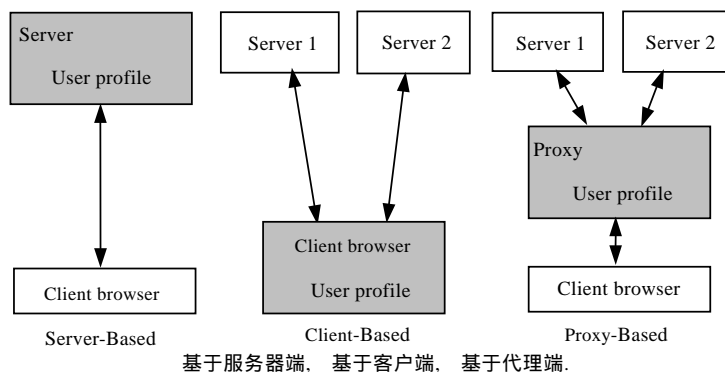 Server
User profile
Client browser
Server-Based
Server 1
Server 2
Client browser
User profile
Client-Based
Server 1
Server 2
Proxy
User profile
Client browser
Proxy-Based
基于服务器端, 基于客户端, 基于代理端.